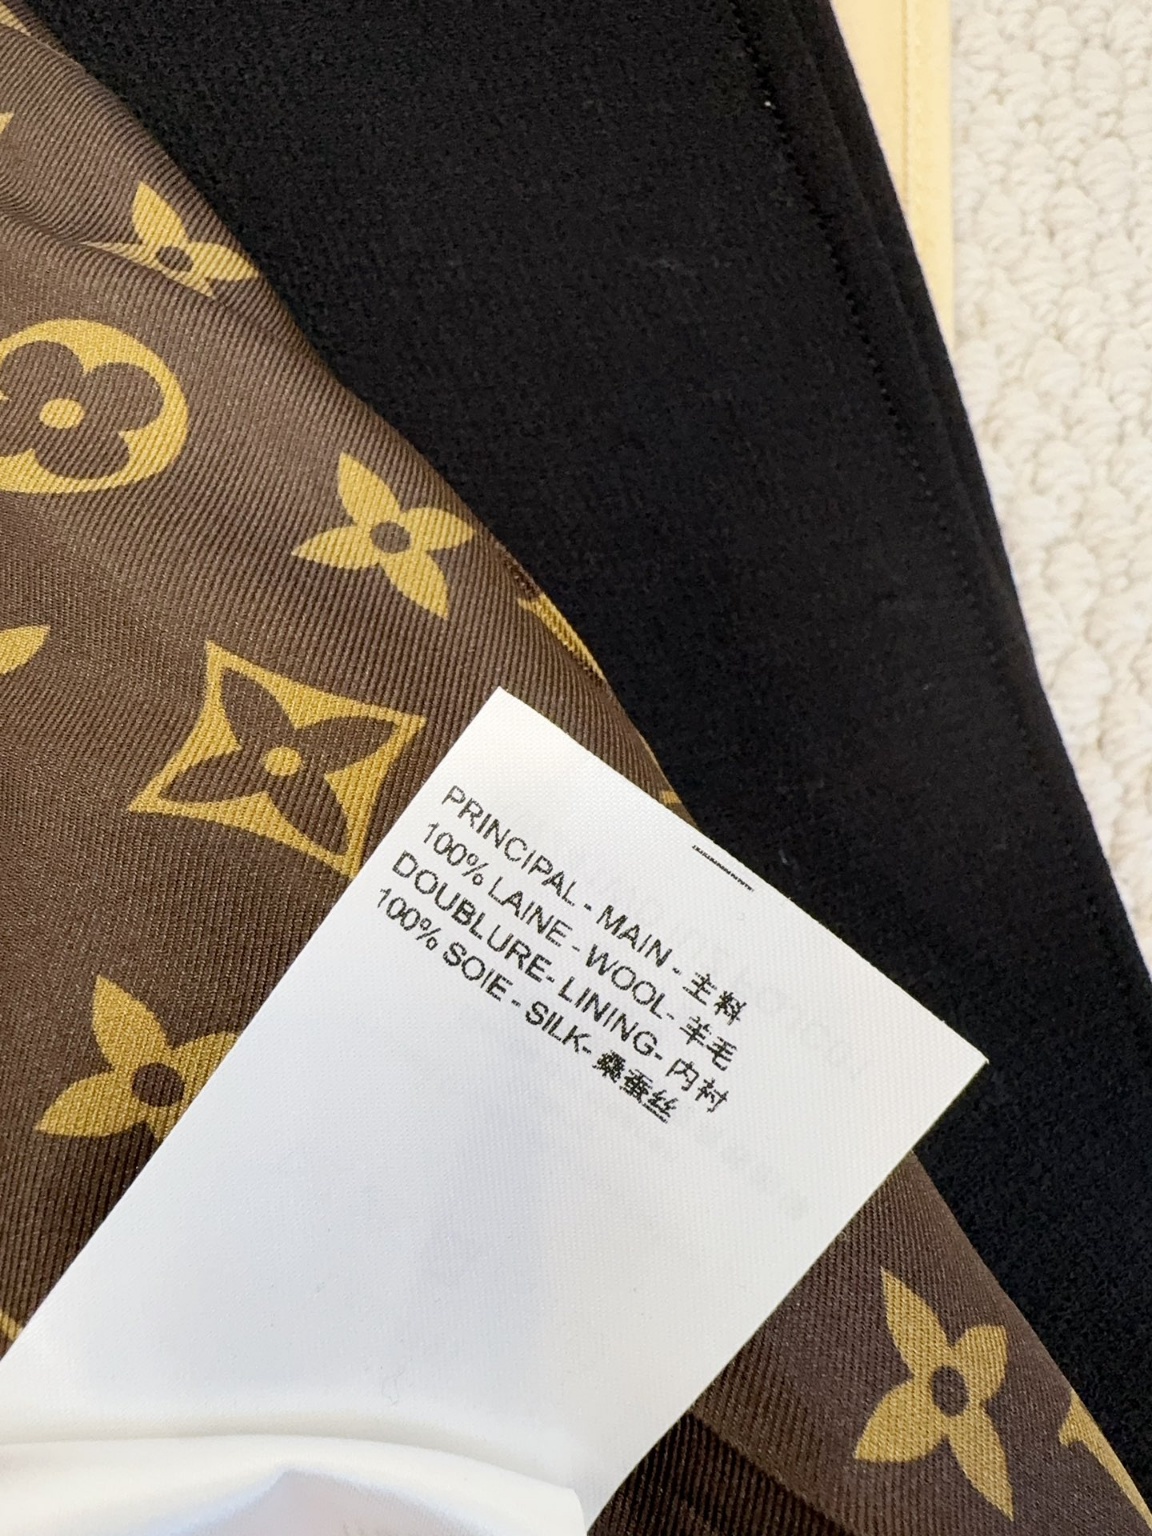 PRINCIPAL - MAIN - 主料
100% LAINE - WOOL- 羊毛
DOUBLURE- LINING- 内衬
100% SOIE - SILK- 桑蚕丝